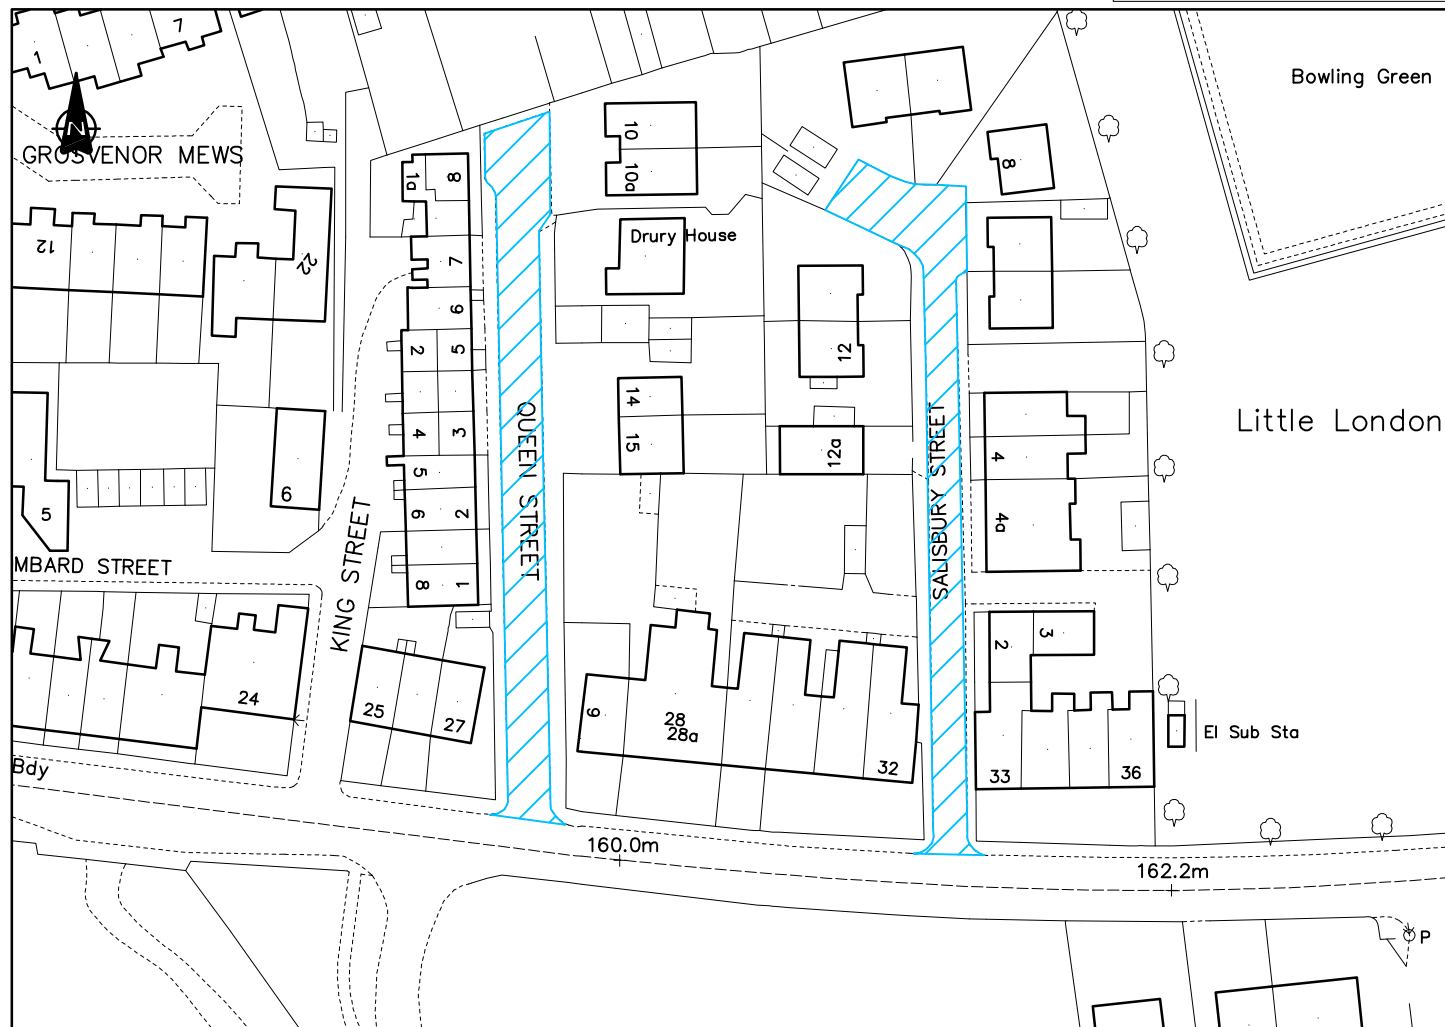 7
1
Bowling Green
N
GROSVENOR MEWS
10
10a
1a
8
8
12
22
Drury House
7
6
2
5
12
14
15
4
3
QUEEN STREET
SALISBURY STREET
Little London
12a
4
5
6
5
6
2
4a
KING STREET
MBARD STREET
8
1
2
3
24
25
27
9
28
28a
32
33
36
El Sub Sta
Bdy
160.0m
162.2m
P